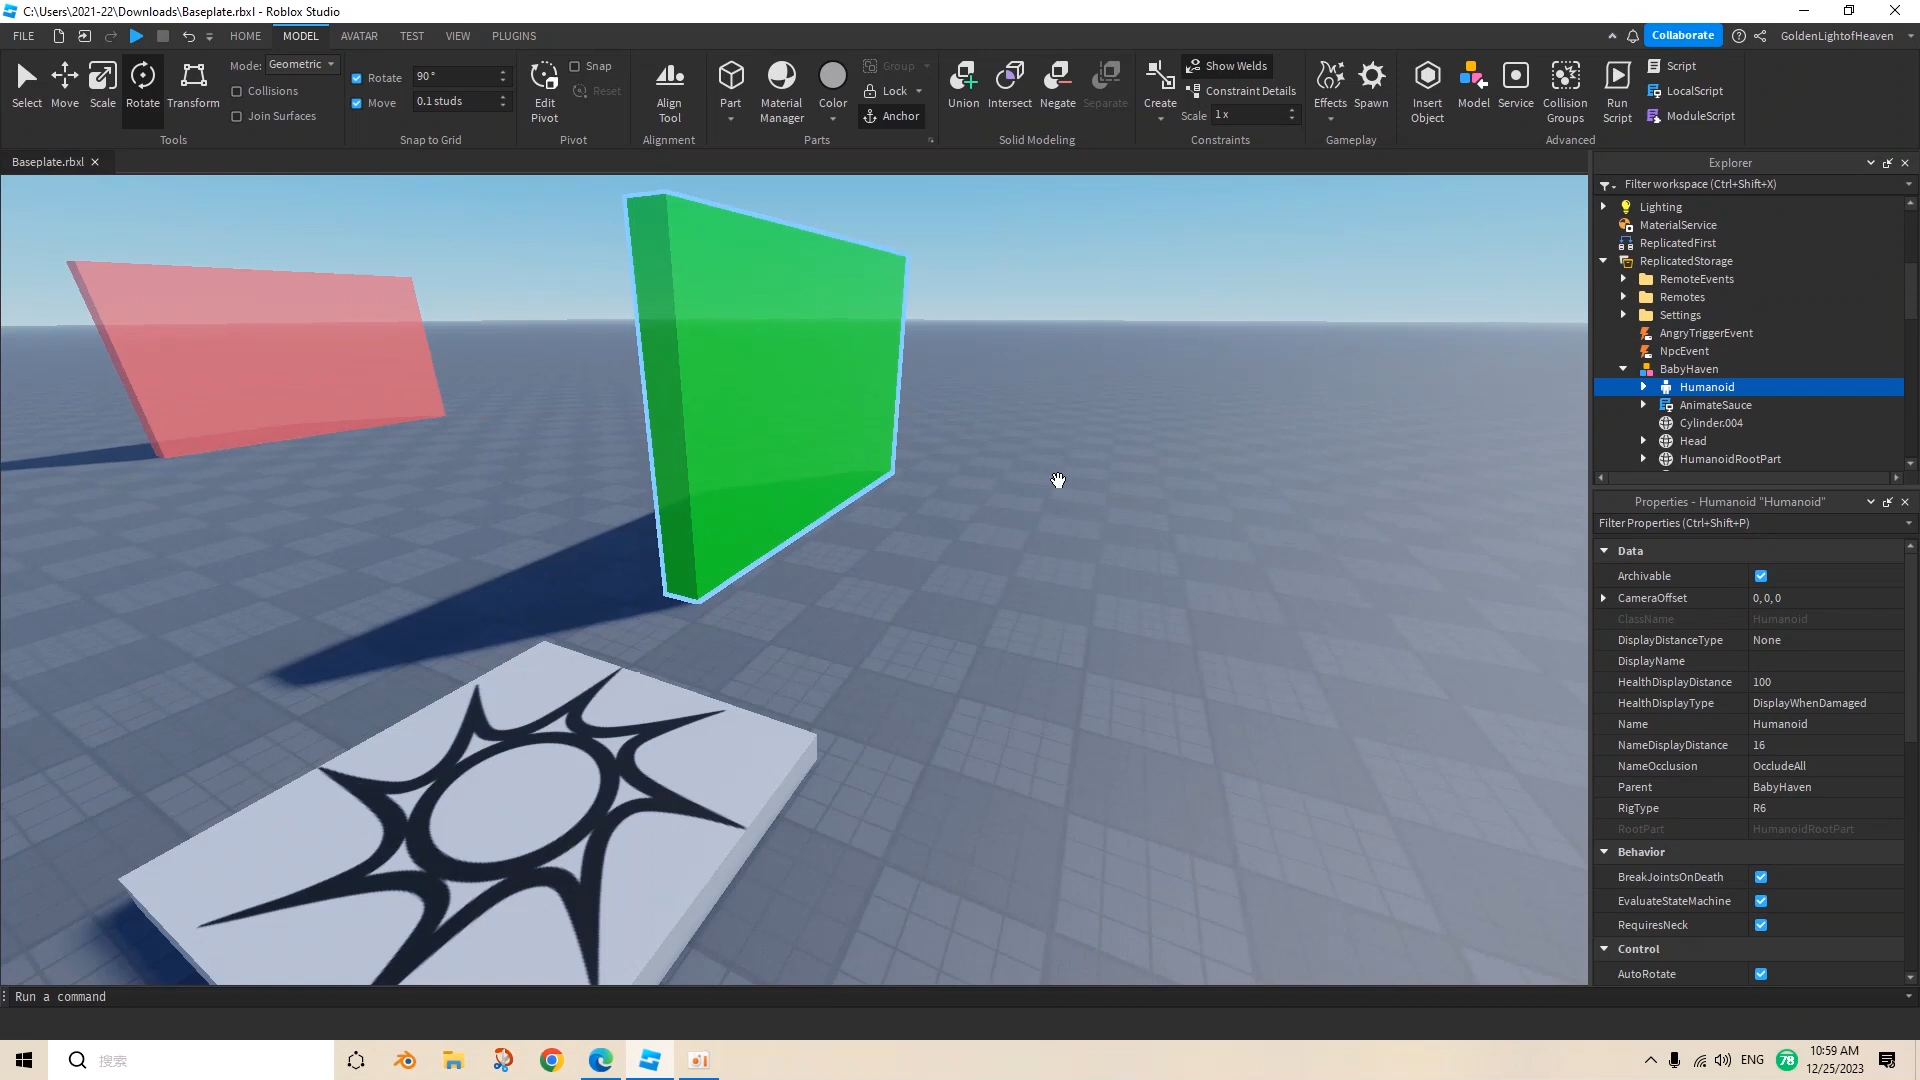 C:\Users\2021-22\Downloads\Baseplate.rbxl - Roblox Studio
FILE HOME MODEL AVATAR TEST VIEW PLUGINS Collaborate GoldenLightofHeaven
Select Move Scale Rotate Transform
Mode: Geometric
Collisions
Join Surfaces
Tools
Rotate 90°
Move 0.1 studs
Snap to Grid
Edit Pivot
Snap
Reset
Pivot
Align Tool
Alignment
Part
Material Manager
Color
Group
Lock
Anchor
Parts
Union Intersect Negate Separate
Solid Modeling
Create
Show Welds
Constraint Details
Scale 1 x
Constraints
Effects Spawn
Gameplay
Insert Object
Model
Service
Collision Groups
Run Script
Script
LocalScript
ModuleScript
Advanced
Baseplate.rbxl
Explorer
Filter workspace (Ctrl+Shift+X)
Lighting
MaterialService
ReplicatedFirst
ReplicatedStorage
RemoteEvents
Remotes
Settings
AngryTriggerEvent
NpcEvent
BabyHaven
Humanoid
AnimateSauce
Cylinder.004
Head
HumanoidRootPart
Properties - Humanoid "Humanoid"
Filter Properties (Ctrl+Shift+P)
Data
Archivable
CameraOffset 0, 0, 0
ClassName Humanoid
DisplayDistanceType None
DisplayName
HealthDisplayDistance 100
HealthDisplayType DisplayWhenDamaged
Name Humanoid
NameDisplayDistance 16
NameOcclusion OccludeAll
Parent BabyHaven
RigType R6
RootPart HumanoidRootPart
Behavior
BreakJointsOnDeath
EvaluateStateMachine
RequiresNeck
Control
AutoRotate
Run a command
搜索
ENG 78 10:59 AM
12/25/2023